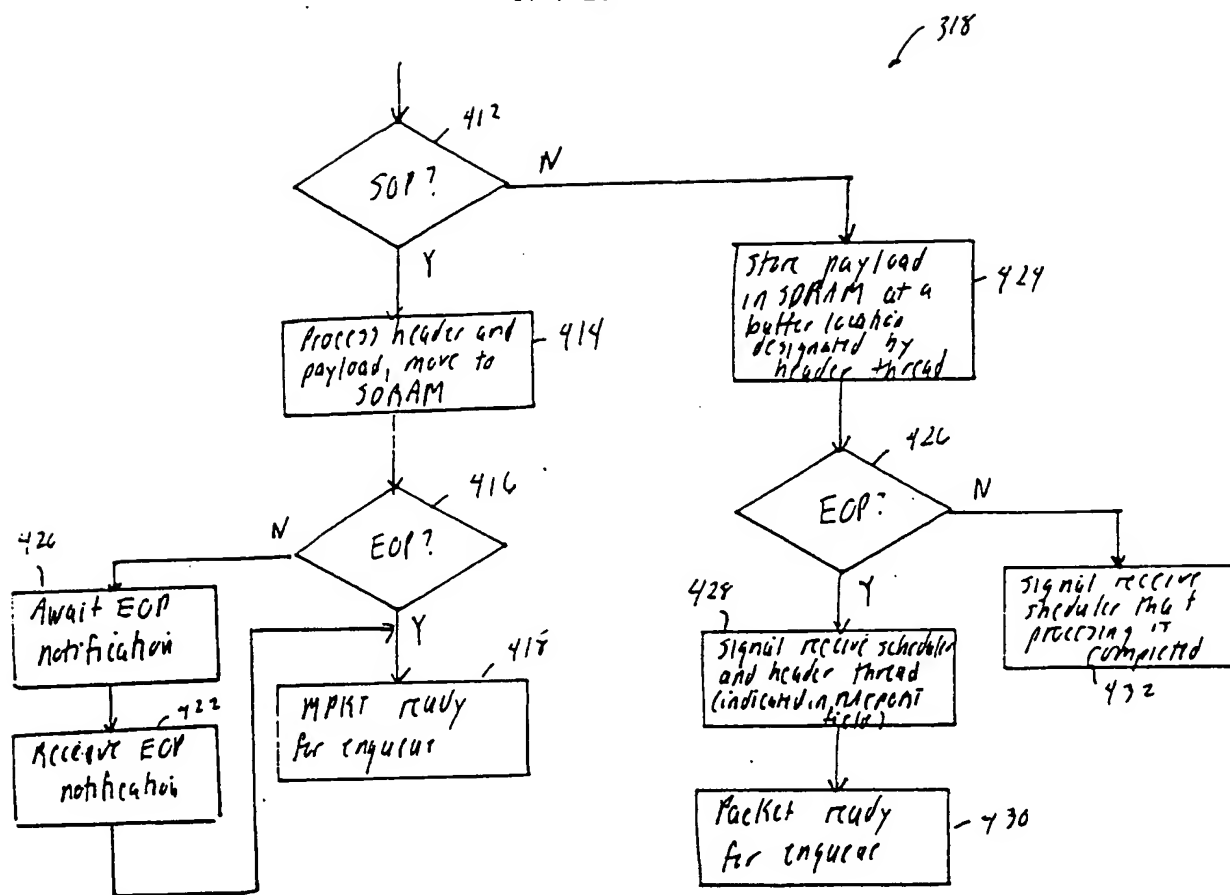 318
412
SOP?
N
Y
Process header and
payload, move to
SDRAM
414
416
EOP?
N
Y
420
Await EOP
notification
422
Receive EOP
notification
418
MPKT ready
for enqueue
Store payload
in SDRAM at a
buffer location
designated by
header thread
424
426
EOP?
N
Y
428
Signal receive scheduler
and header thread
(indicated in
field)
Signal receive
sheduler that
processing is
completed
432
Packet ready
for enqueue
430